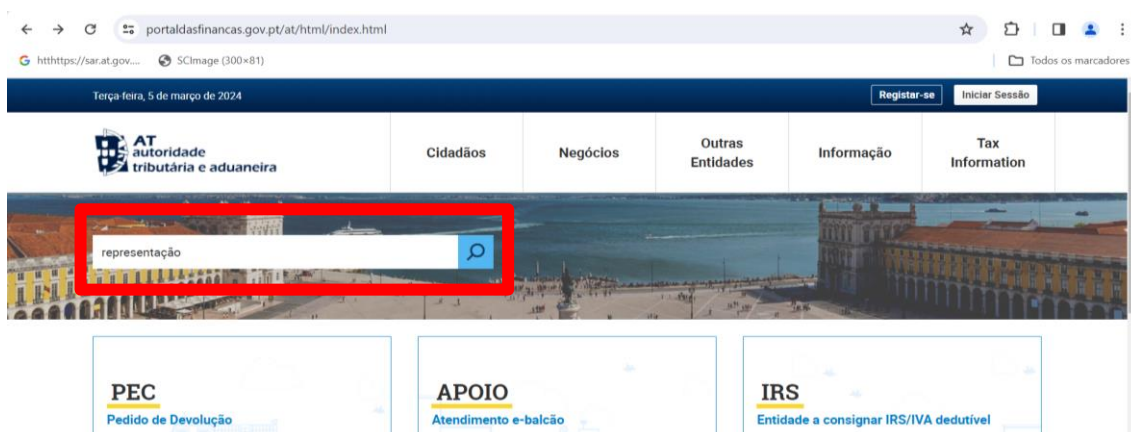 portaldasfinancas.gov.pt/at/html/index.html
hthttps://sar.at.gov.... SCImage (300×81) Todos os marcadores
Terça-feira, 5 de março de 2024 Registar-se Iniciar Sessão
AT
autoridade
tributária e aduaneira
Cidadãos
Negócios
Outras
Entidades
Informação
Tax
Information
representação
PEC
Pedido de Devolução
APOIO
Atendimento e-balcão
IRS
Entidade a consignar IRS/IVA dedutível